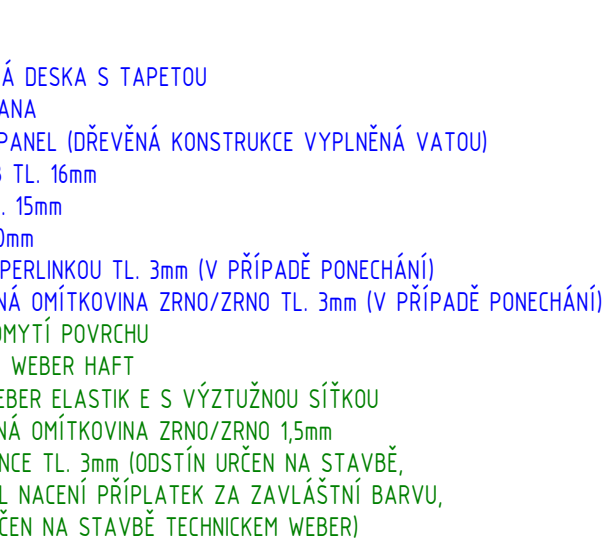 Á DESKA S TAPETOU
ANA
PANEL (DŘEVĚNÁ KONSTRUKCE VYPLNĚNÁ VATOU)
TL. 16mm
. 15mm
0mm
PERLINKOU TL. 3mm (V PŘÍPADĚ PONECHÁNÍ)
NÁ OMÍTKOVINA ZRNO/ZRNO TL. 3mm (V PŘÍPADĚ PONECHÁNÍ)
OMYTÍ POVRCHU
WEBER HAFT
EBER ELASTIK E S VÝZTUŽNOU SÍŤKOU
NÁ OMÍTKOVINA ZRNO/ZRNO 1,5mm
NCE TL. 3mm (ODSTÍN URČEN NA STAVBĚ,
L NACENÍ PŘÍPLATEK ZA ZAVLÁŠTNÍ BARVU,
ČEN NA STAVBĚ TECHNICKEM WEBER)